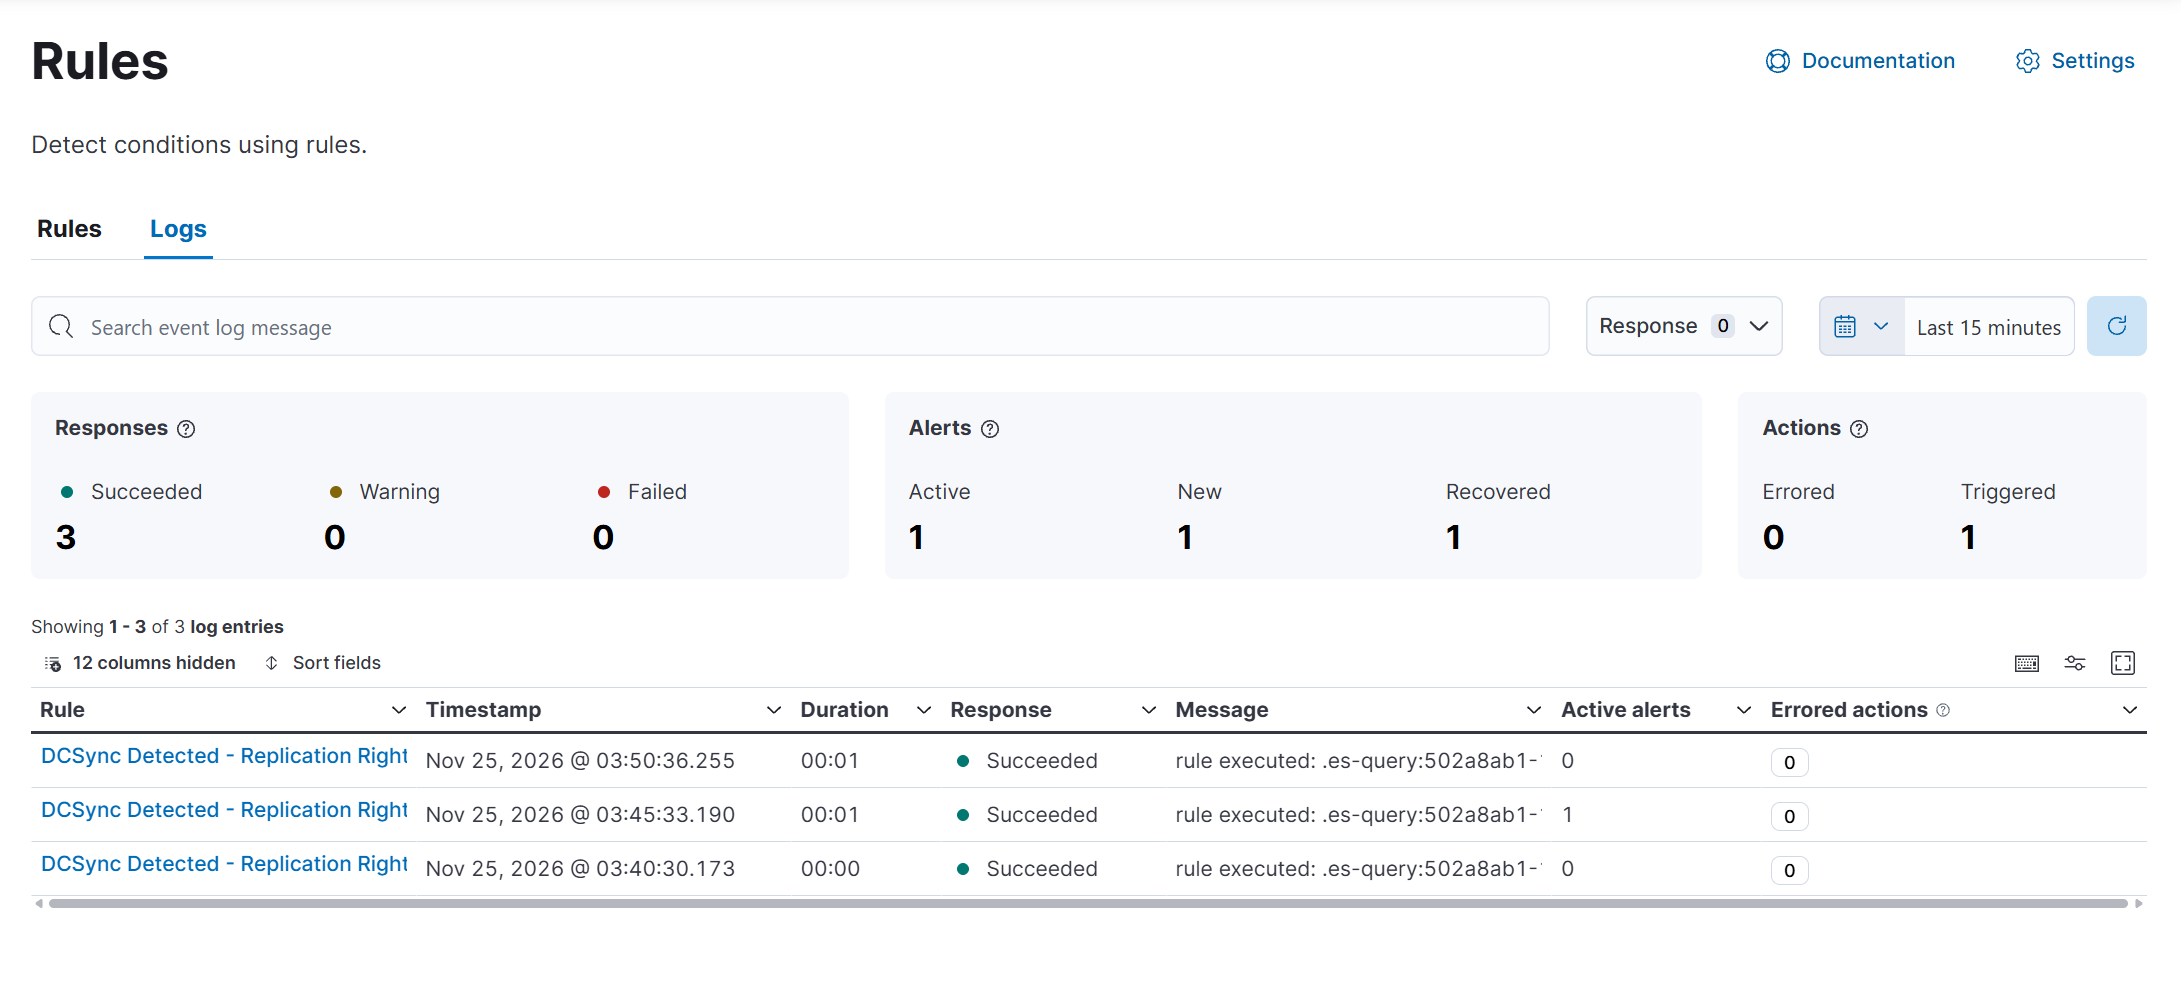 Rules
Documentation
Settings
Detect conditions using rules.
Rules
Logs
Search event log message
Response 0
Last 15 minutes
Responses
Succeeded
3
Warning
0
Failed
0
Alerts
Active
1
New
1
Recovered
1
Actions
Errored
0
Triggered
1
Showing 1 - 3 of 3 log entries
12 columns hidden
Sort fields
Rule Timestamp Duration Response Message Active alerts Errored actions
DCSync Detected - Replication Right Nov 25, 2026 @ 03:50:36.255 00:01 Succeeded rule executed: .es-query:502a8ab1- 0 0
DCSync Detected - Replication Right Nov 25, 2026 @ 03:45:33.190 00:01 Succeeded rule executed: .es-query:502a8ab1- 1 0
DCSync Detected - Replication Right Nov 25, 2026 @ 03:40:30.173 00:00 Succeeded rule executed: .es-query:502a8ab1- 0 0